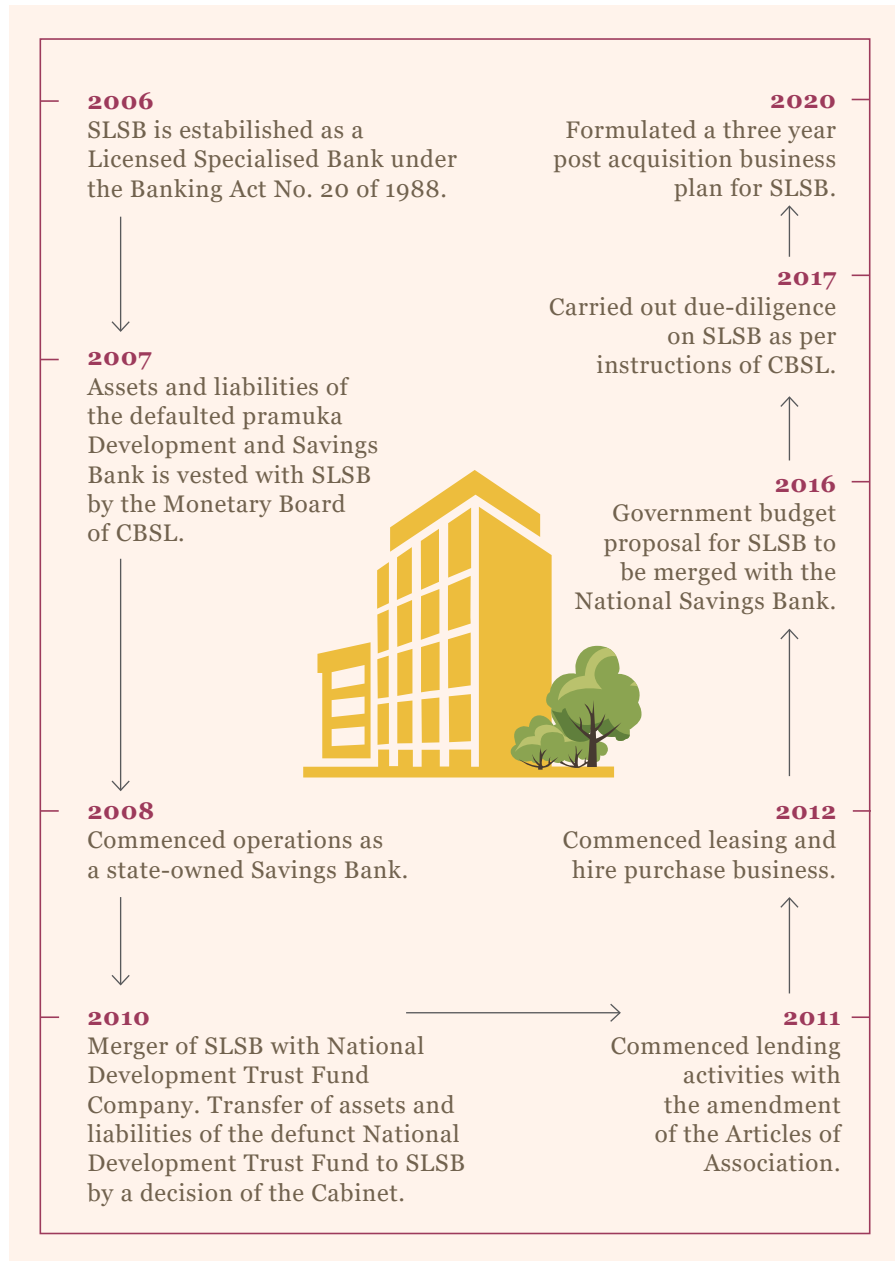 2006
SLSB is estabilished as a
Licensed Specialised Bank under
the Banking Act No. 20 of 1988.
2007
Assets and liabilities of
the defaulted pramuka
Development and Savings
Bank is vested with SLSB
by the Monetary Board
of CBSL.
2008
Commenced operations as
a state-owned Savings Bank.
2010
Merger of SLSB with National
Development Trust Fund
Company. Transfer of assets and
liabilities of the defunct National
Development Trust Fund to SLSB
by a decision of the Cabinet.
2011
Commenced lending
activities with
the amendment
of the Articles of
Association.
2012
Commenced leasing and
hire purchase business.
2016
Government budget
proposal for SLSB to
be merged with the
National Savings Bank.
2017
Carried out due-diligence
on SLSB as per
instructions of CBSL.
2020
Formulated a three year
post acquisition business
plan for SLSB.